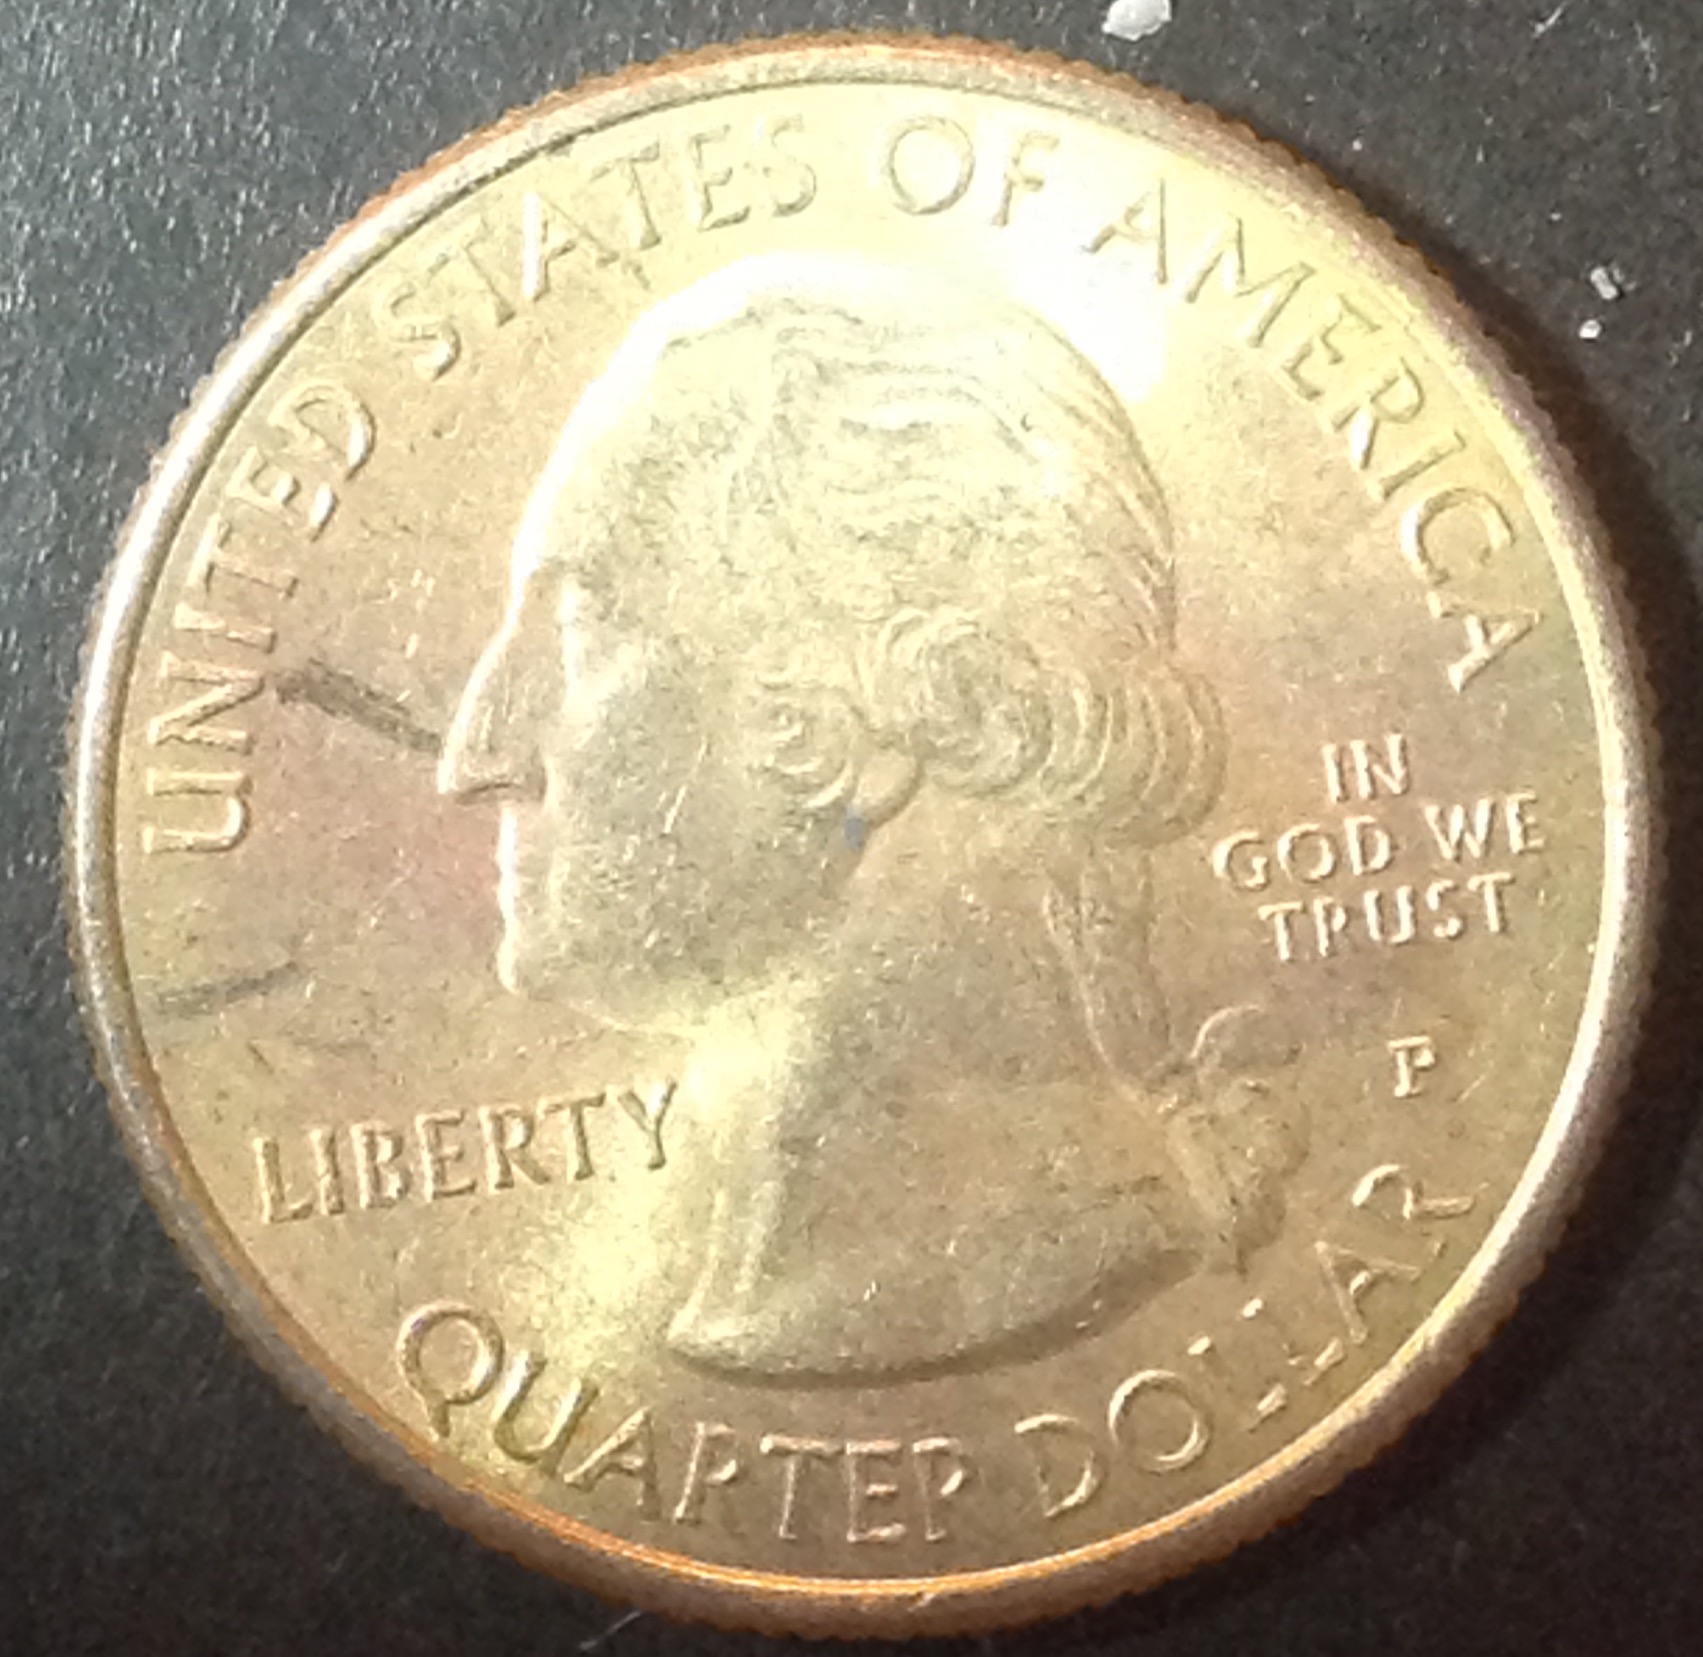 UNITED STATES OF AMERICA
IN
GOD WE
TRUST
P
LIBERTY
QUARTER DOLLAR